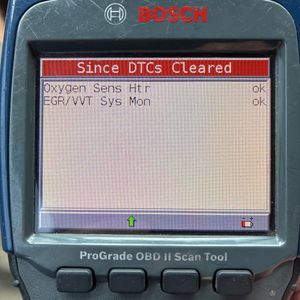 BOSCH
Since DTCs Cleared
Oxygen Sens Htr ok
EGR/VVT Sys Mon ok
ProGrade OBD II Scan Tool